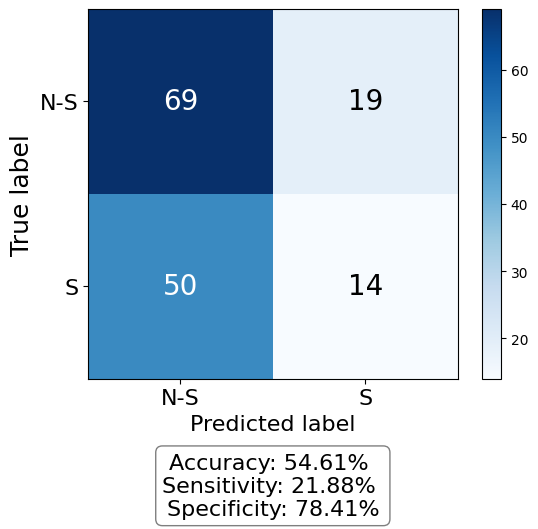 True label
N-S
69
19
S
50
14
N-S
S
Predicted label
60
50
40
30
20
Accuracy: 54.61%
Sensitivity: 21.88%
Specificity: 78.41%